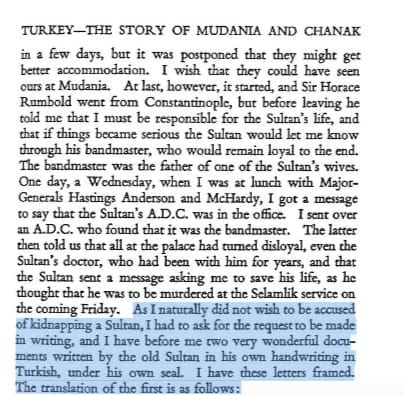 TURKEY—THE STORY OF MUDANIA AND CHANAK
in a few days, but it was postponed that they might get
better accommodation. I wish that they could have seen
ours at Mudania. At last, however, it started, and Sir Horace
Rumbold went from Constantinople, but before leaving he
told me that I must be responsible for the Sultan's life, and
that if things became serious the Sultan would let me know
through his bandmaster, who would remain loyal to the end.
The bandmaster was the father of one of the Sultan's wives.
One day, a Wednesday, when I was at lunch with Major-
Generals Hastings Anderson and McHardy, I got a message
to say that the Sultan's A.D.C. was in the office. I sent over
an A.D.C. who found that it was the bandmaster. The latter
then told us that all at the palace had turned disloyal, even the
Sultan's doctor, who had been with him for years, and that
the Sultan sent a message asking me to save his life, as he
thought that he was to be murdered at the Selamlik service on
the coming Friday. As I naturally did not wish to be accused
of kidnapping a Sultan, I had to ask for the request to be made
in writing, and I have before me two very wonderful docu-
ments written by the old Sultan in his own handwriting in
Turkish, under his own seal. I have these letters framed.
The translation of the first is as follows: